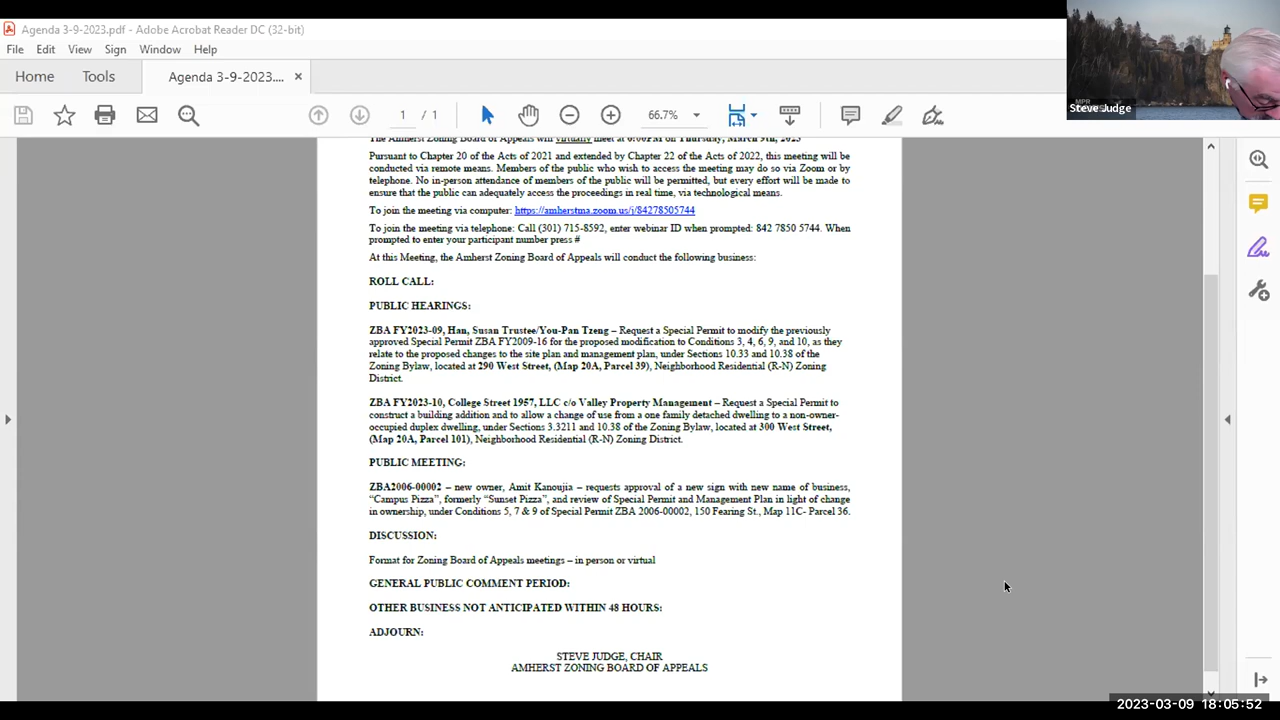 Agenda 3-9-2023.pdf - Adobe Acrobat Reader DC (32-bit)
File Edit View Sign Window Help
Home Tools Agenda 3-9-2023.... ×
1 / 1 66.7%
MPR
Steve Judge
The Amherst Zoning Board of Appeals will virtually meet at 6:00PM on Thursday, March 9th, 2023
Pursuant to Chapter 20 of the Acts of 2021 and extended by Chapter 22 of the Acts of 2022, this meeting will be
conducted via remote means. Members of the public who wish to access the meeting may do so via Zoom or by
telephone. No in-person attendance of members of the public will be permitted, but every effort will be made to
ensure that the public can adequately access the proceedings in real time, via technological means.
To join the meeting via computer: https://amherstma.zoom.us/j/84278505744
To join the meeting via telephone: Call (301) 715-8592, enter webinar ID when prompted: 842 7850 5744. When
prompted to enter your participant number press #
At this Meeting, the Amherst Zoning Board of Appeals will conduct the following business:
ROLL CALL:
PUBLIC HEARINGS:
ZBA FY2023-09, Han, Susan Trustee/You-Pan Tzeng – Request a Special Permit to modify the previously
approved Special Permit ZBA FY2009-16 for the proposed modification to Conditions 3, 4, 6, 9, and 10, as they
relate to the proposed changes to the site plan and management plan, under Sections 10.33 and 10.38 of the
Zoning Bylaw, located at 290 West Street, (Map 20A, Parcel 39), Neighborhood Residential (R-N) Zoning
District.
ZBA FY2023-10, College Street 1957, LLC c/o Valley Property Management – Request a Special Permit to
construct a building addition and to allow a change of use from a one family detached dwelling to a non-owner-
occupied duplex dwelling, under Sections 3.3211 and 10.38 of the Zoning Bylaw, located at 300 West Street,
(Map 20A, Parcel 101), Neighborhood Residential (R-N) Zoning District.
PUBLIC MEETING:
ZBA2006-00002 – new owner, Amit Kanoujia – requests approval of a new sign with new name of business,
“Campus Pizza”, formerly “Sunset Pizza”, and review of Special Permit and Management Plan in light of change
in ownership, under Conditions 5, 7 & 9 of Special Permit ZBA 2006-00002, 150 Fearing St., Map 11C- Parcel 36.
DISCUSSION:
Format for Zoning Board of Appeals meetings – in person or virtual
GENERAL PUBLIC COMMENT PERIOD:
OTHER BUSINESS NOT ANTICIPATED WITHIN 48 HOURS:
ADJOURN:
STEVE JUDGE, CHAIR
AMHERST ZONING BOARD OF APPEALS
2023-03-09 18:05:52